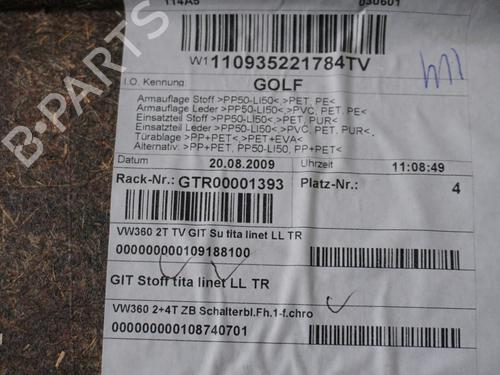 114A5 030601
W1110935221784TV
I.O. Kennung GOLF
Armauflage Stoff >PP50-LI50< >PET, PE<
Armauflage Leder >PP50-LI50< >PVC, PET, PE<
Einsatzteil Stoff >PP50-LI50< >PET, PUR<
Einsatzteil Leder >PP50-LI50< >PVC, PET, PUR<
Türablage >PP+PET< >PET+EVA<
Alternativ: >PP+PET, PP50-LI50, PP+PET<
Datum 20.08.2009 Uhrzeit 11:08:49
Rack-Nr.: GTR00001393 Platz-Nr.: 4
VW360 2T TV GIT Su tita linet LL TR
000000000109188100
GIT Stoff tita linet LL TR
VW360 2+4T ZB Schalterbl.Fh.1-f.chro
000000000108740701
B-PARTS